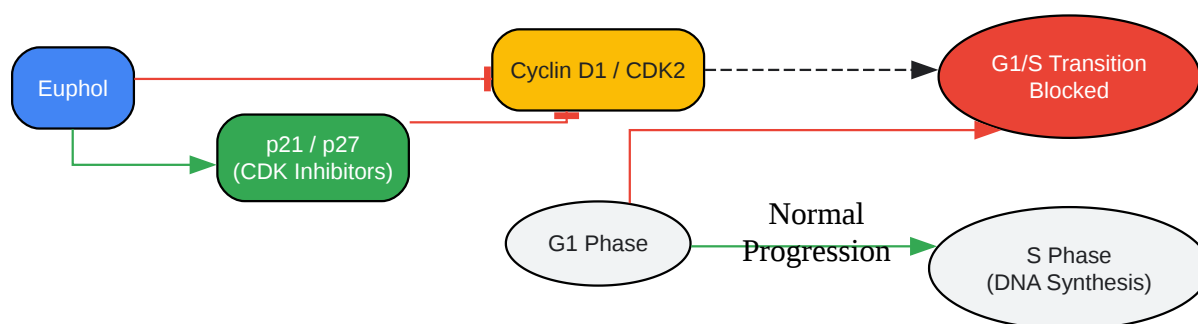 Euphol
p21 / p27
(CDK Inhibitors)
Cyclin D1 / CDK2
G1/S Transition
Blocked
G1 Phase
Normal
Progression
S Phase
(DNA Synthesis)